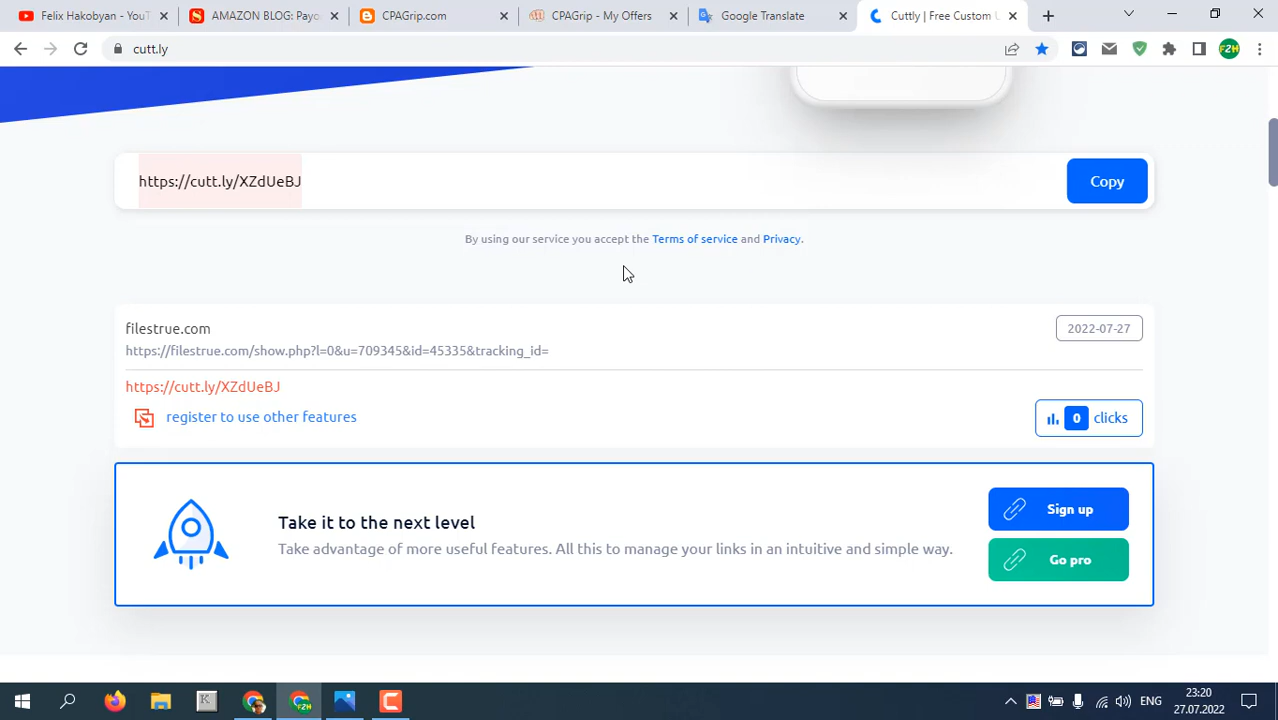 Felix Hakobyan - YouT
AMAZON BLOG: Payo
CPAGrip.com
CPAGrip - My Offers
Google Translate
Cuttly | Free Custom U
cutt.ly
F2H
https://cutt.ly/XZdUeBJ
Copy
By using our service you accept the Terms of service and Privacy.
filestrue.com
2022-07-27
https://filestrue.com/show.php?l=0&u=709345&id=45335&tracking_id=
https://cutt.ly/XZdUeBJ
register to use other features
0 clicks
Take it to the next level
Sign up
Take advantage of more useful features. All this to manage your links in an intuitive and simple way.
Go pro
K
F2H
ENG
23:20
27.07.2022